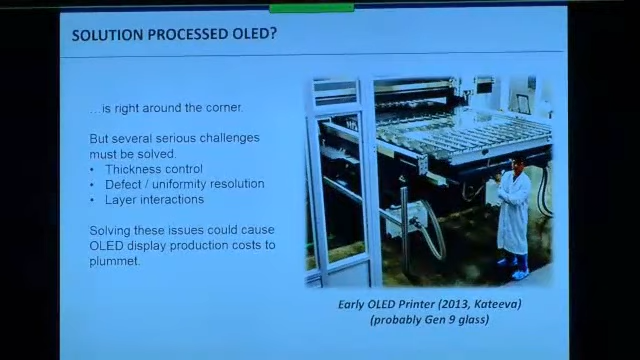 SOLUTION PROCESSED OLED?
...is right around the corner.
But several serious challenges
must be solved.
• Thickness control
• Defect / uniformity resolution
• Layer interactions
Solving these issues could cause
OLED display production costs to
plummet.
Early OLED Printer (2013, Kateeva)
(probably Gen 9 glass)